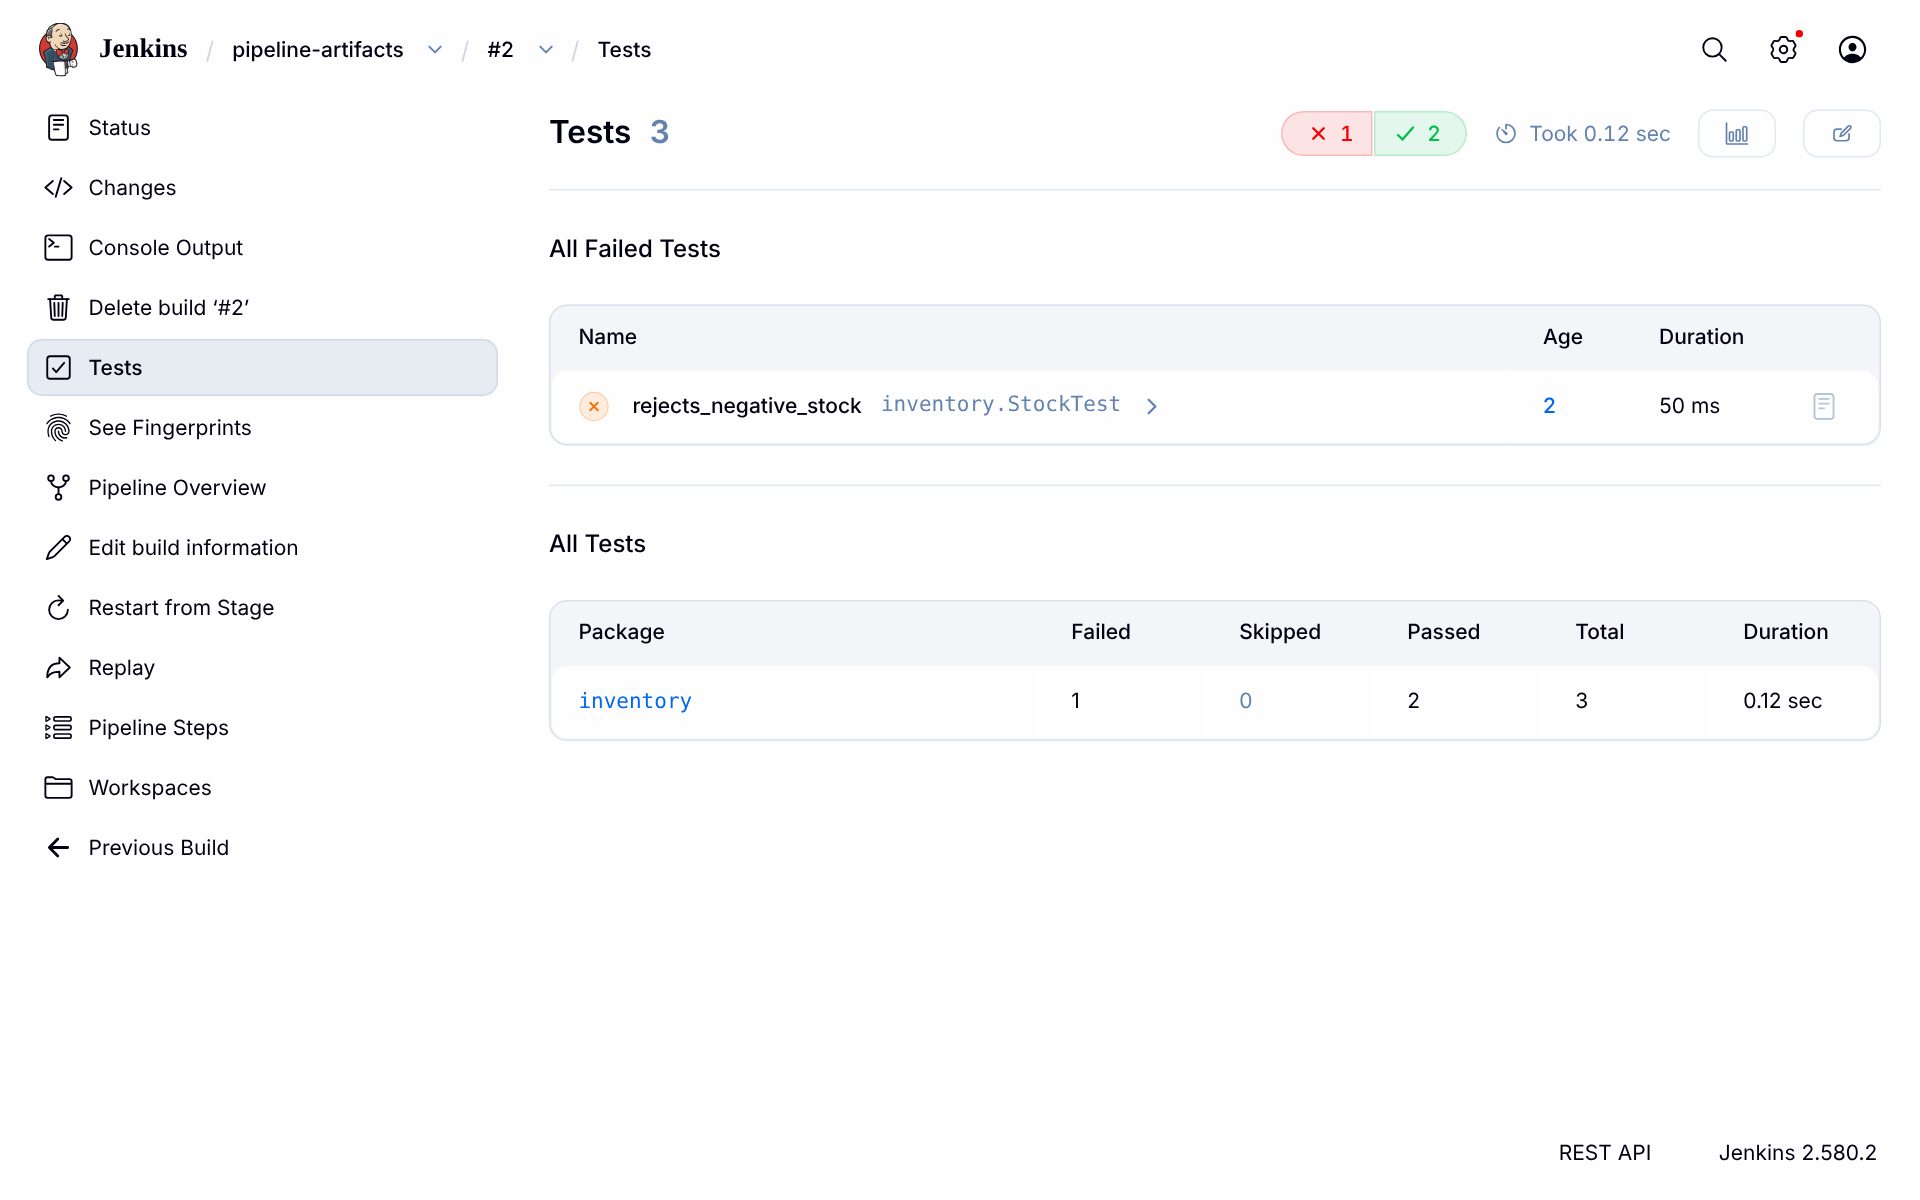 Jenkins / pipeline-artifacts / #2 / Tests
Status
Changes
Console Output
Delete build ‘#2’
Tests
See Fingerprints
Pipeline Overview
Edit build information
Restart from Stage
Replay
Pipeline Steps
Workspaces
Previous Build
Tests 3
1 2 Took 0.12 sec
All Failed Tests
Name Age Duration
rejects_negative_stock inventory.StockTest 2 50 ms
All Tests
Package Failed Skipped Passed Total Duration
inventory 1 0 2 3 0.12 sec
REST API Jenkins 2.580.2